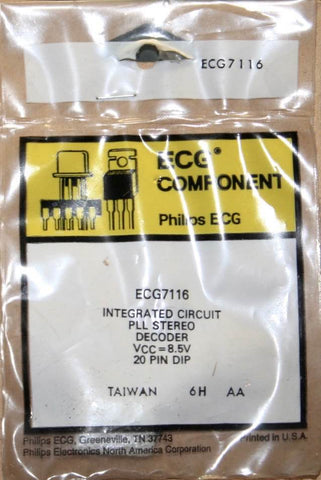 ECG7116
ECG®
COMPONENT
Philips ECG
ECG7116
INTEGRATED CIRCUIT
PLL STEREO
DECODER
VCC=8.5V
20 PIN DIP
TAIWAN 6H AA
Philips ECG, Greeneville, TN 37743 Printed in U.S.A.
Philips Electronics North America Corporation